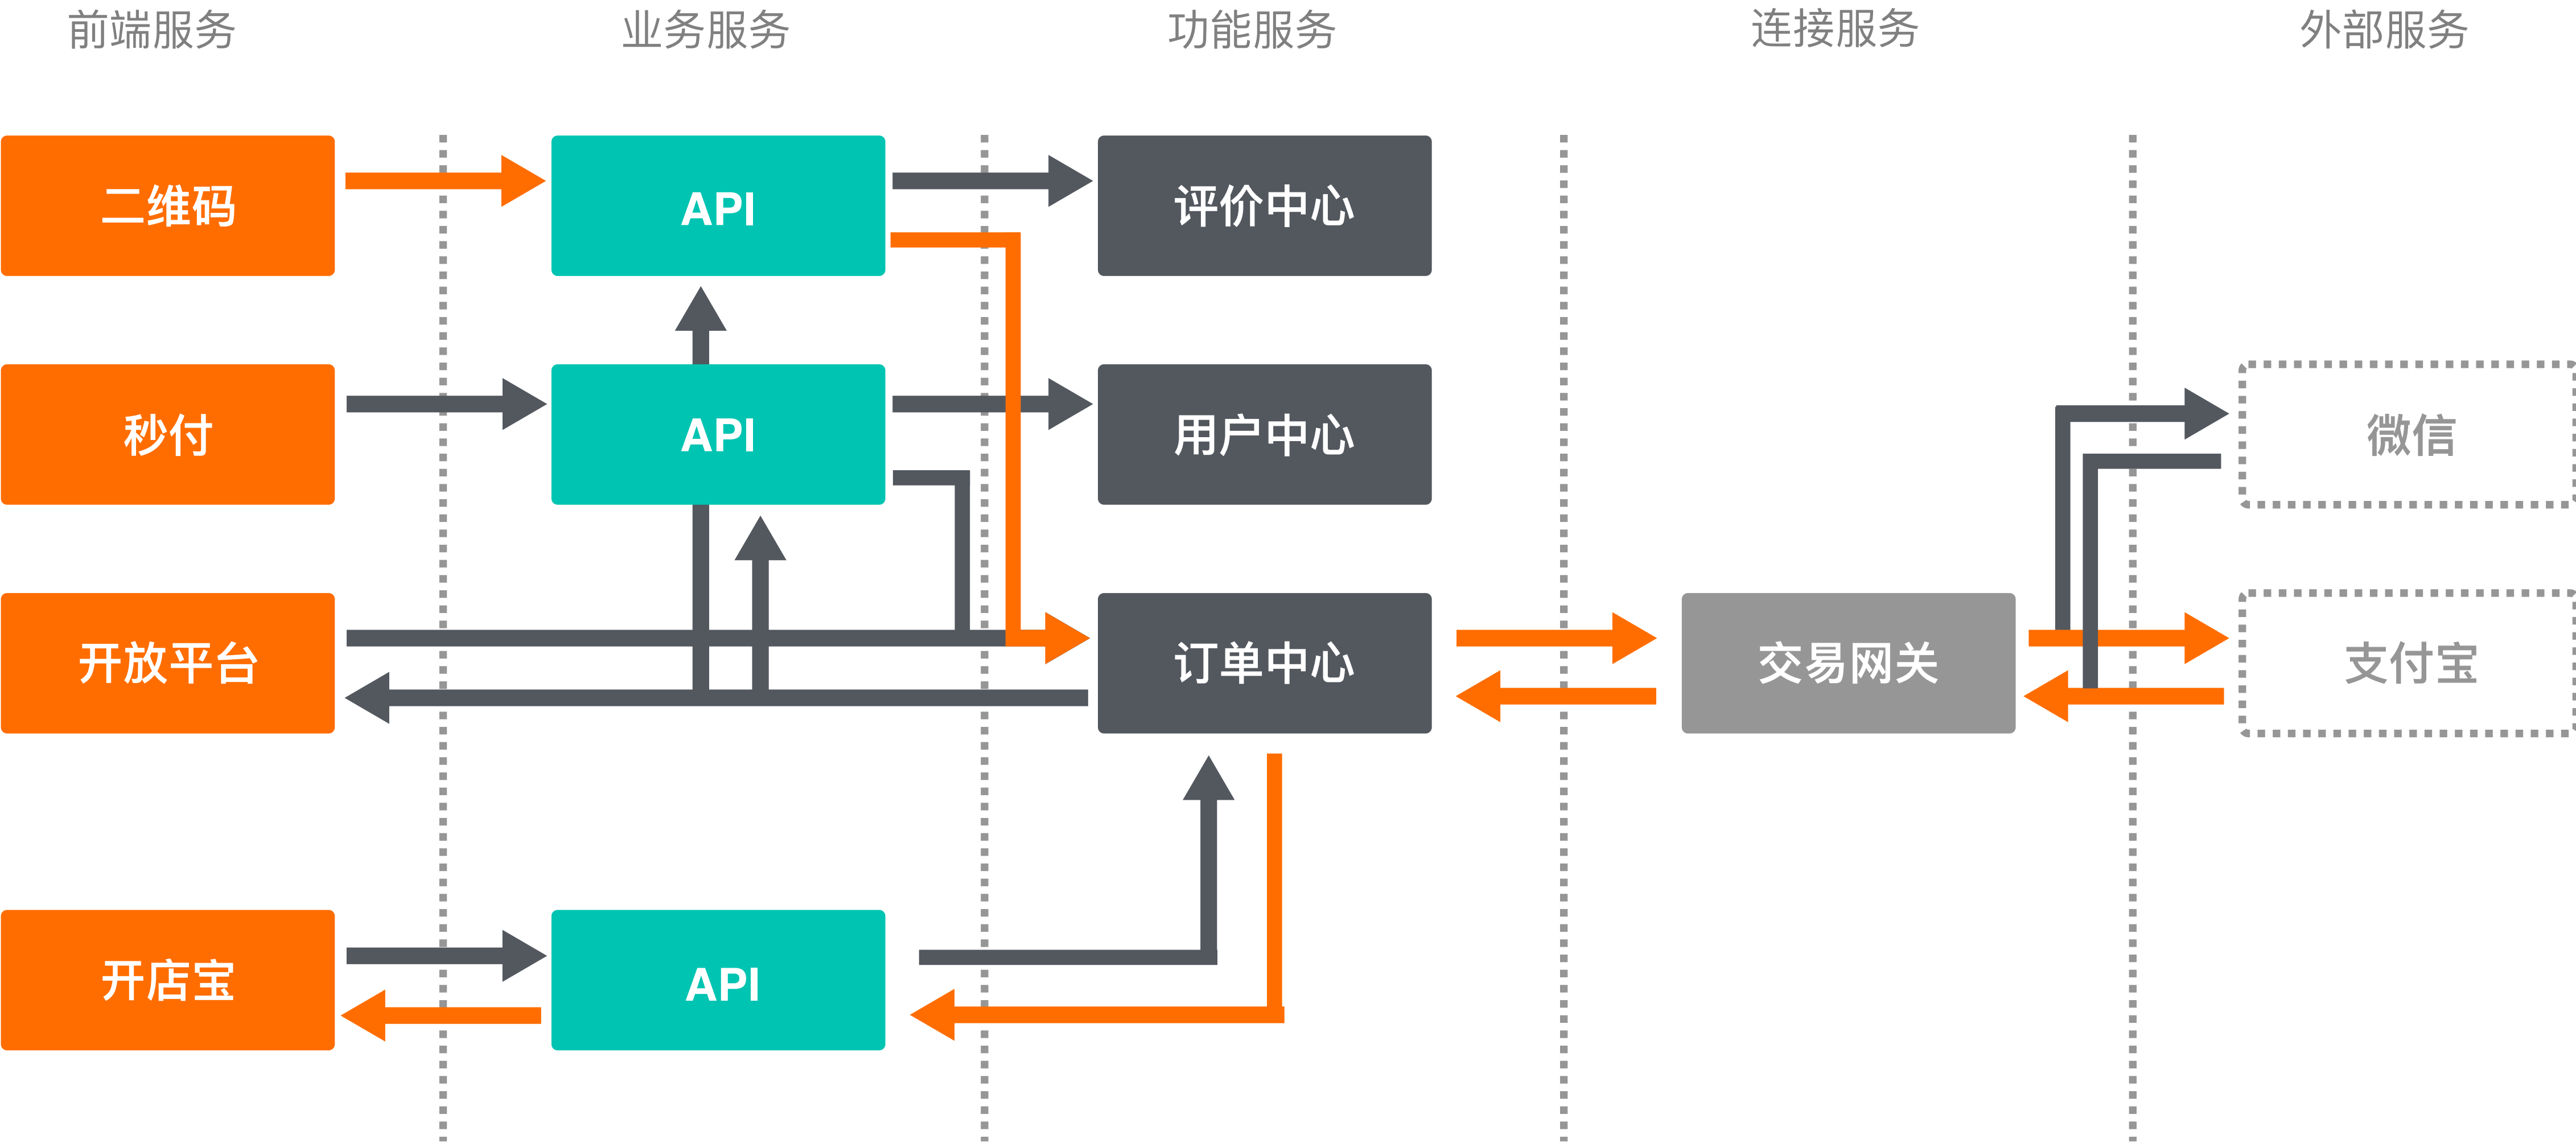 前端服务
业务服务
功能服务
连接服务
外部服务
二维码
API
评价中心
秒付
API
用户中心
微信
开放平台
订单中心
交易网关
支付宝
开店宝
API